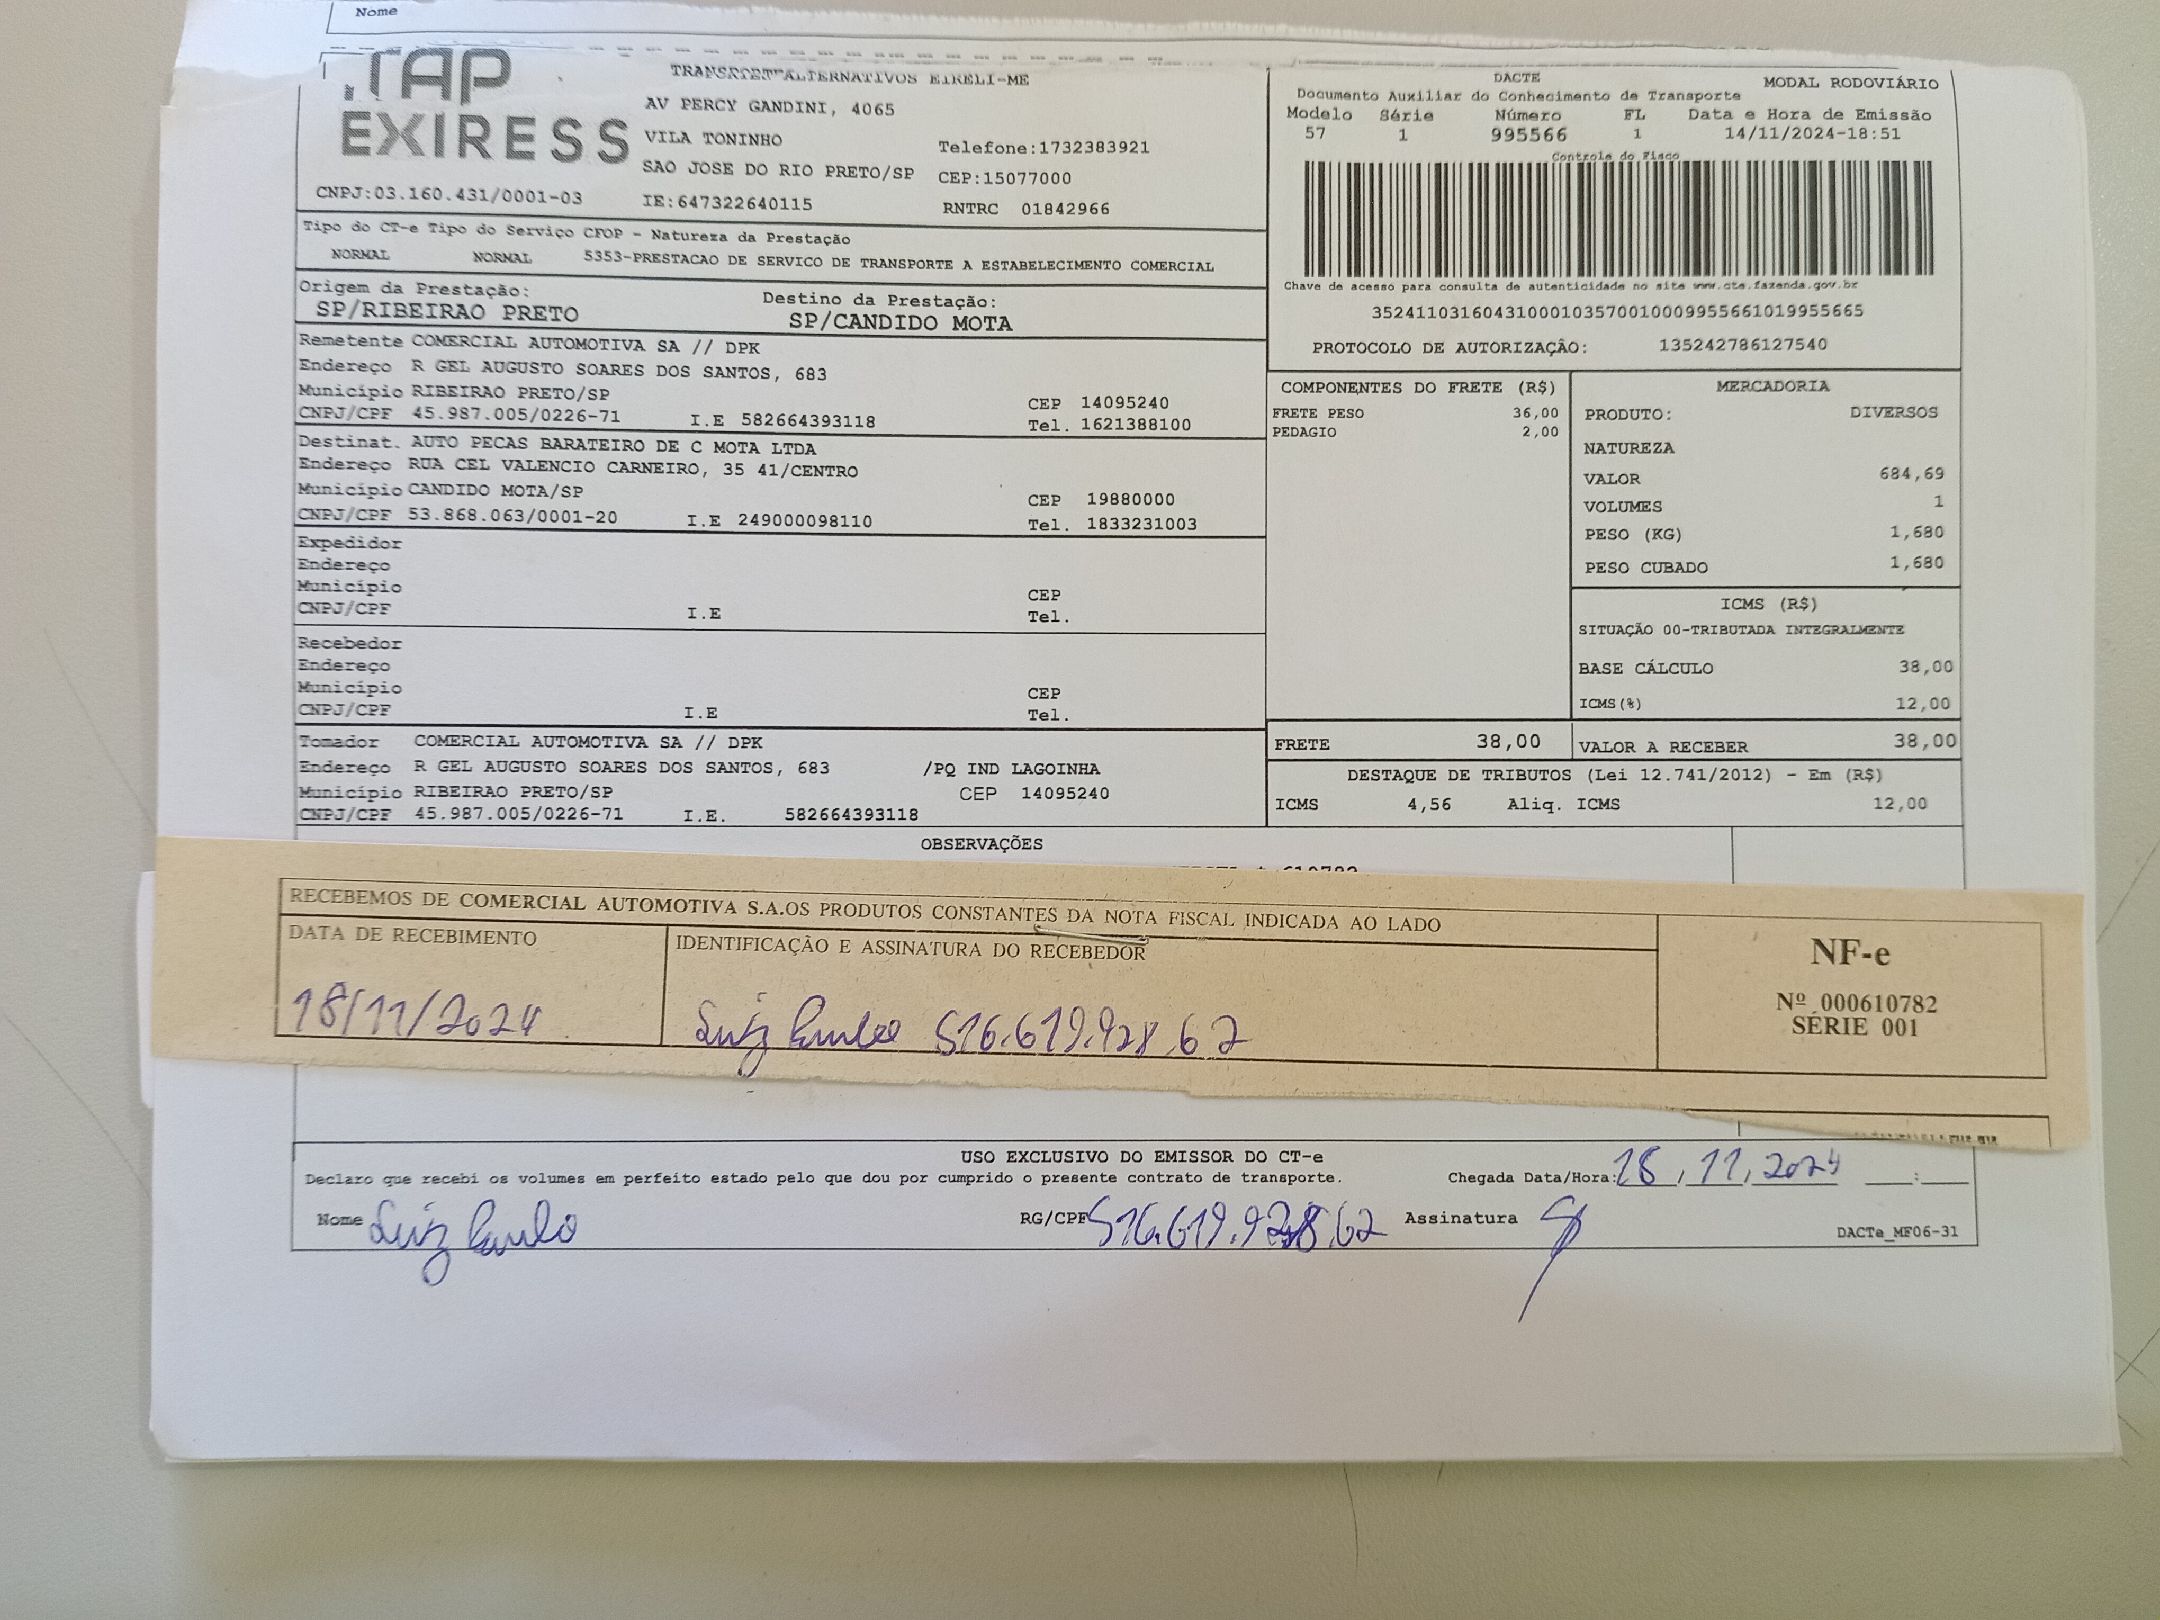 Nome
TAP
EXIRESS
CNPJ:03.160.431/0001-03
ALTERNATIVOS EIRELI-ME
AV PERCY GANDINI, 4065
VILA TONINHO
Telefone:1732383921
SAO JOSE DO RIO PRETO/SP CEP:15077000
IE:647322640115 RNTRC 01842966
DACTE MODAL RODOVIÁRIO
Documento Auxiliar do Conhecimento de Transporte
Modelo Série Número FL Data e Hora de Emissão
57 1 995566 1 14/11/2024-18:51
Controle do Fisco
Chave de acesso para consulta de autenticidade no site www.cte.fazenda.gov.br
35241103160431000103570010009955661019955665
PROTOCOLO DE AUTORIZAÇÃO: 135242786127540
Tipo do CT-e Tipo do Serviço CFOP - Natureza da Prestação
NORMAL NORMAL 5353-PRESTACAO DE SERVICO DE TRANSPORTE A ESTABELECIMENTO COMERCIAL
Origem da Prestação: Destino da Prestação:
SP/RIBEIRAO PRETO SP/CANDIDO MOTA
Remetente COMERCIAL AUTOMOTIVA SA // DPK
Endereço R GEL AUGUSTO SOARES DOS SANTOS, 683
Município RIBEIRAO PRETO/SP CEP 14095240
CNPJ/CPF 45.987.005/0226-71 I.E 582664393118 Tel. 1621388100
Destinat. AUTO PECAS BARATEIRO DE C MOTA LTDA
Endereço RUA CEL VALENCIO CARNEIRO, 35 41/CENTRO
Município CANDIDO MOTA/SP CEP 19880000
CNPJ/CPF 53.868.063/0001-20 I.E 249000098110 Tel. 1833231003
Expedidor
Endereço
Município CEP
CNPJ/CPF I.E Tel.
Recebedor
Endereço
Município CEP
CNPJ/CPF I.E Tel.
Tomador COMERCIAL AUTOMOTIVA SA // DPK
Endereço R GEL AUGUSTO SOARES DOS SANTOS, 683 /PQ IND LAGOINHA
Município RIBEIRAO PRETO/SP CEP 14095240
CNPJ/CPF 45.987.005/0226-71 I.E. 582664393118
COMPONENTES DO FRETE (R$)
FRETE PESO 36,00
PEDAGIO 2,00
MERCADORIA
PRODUTO: DIVERSOS
NATUREZA
VALOR 684,69
VOLUMES 1
PESO (KG) 1,680
PESO CUBADO 1,680
ICMS (R$)
SITUAÇÃO 00-TRIBUTADA INTEGRALMENTE
BASE CÁLCULO 38,00
ICMS(%) 12,00
FRETE 38,00 VALOR A RECEBER 38,00
DESTAQUE DE TRIBUTOS (Lei 12.741/2012) - Em (R$)
ICMS 4,56 Aliq. ICMS 12,00
OBSERVAÇÕES
RECEBEMOS DE COMERCIAL AUTOMOTIVA S.A.OS PRODUTOS CONSTANTES DA NOTA FISCAL INDICADA AO LADO
DATA DE RECEBIMENTO IDENTIFICAÇÃO E ASSINATURA DO RECEBEDOR
18/11/2024 Luiz Paulo 516.619.928.62
NF-e
Nº 000610782
SÉRIE 001
USO EXCLUSIVO DO EMISSOR DO CT-e
Declaro que recebi os volumes em perfeito estado pelo que dou por cumprido o presente contrato de transporte. Chegada Data/Hora: 18/11/2024 __:__
Nome Luiz Paulo RG/CPF 516.619.928.62 Assinatura
DACTe_MF06-31